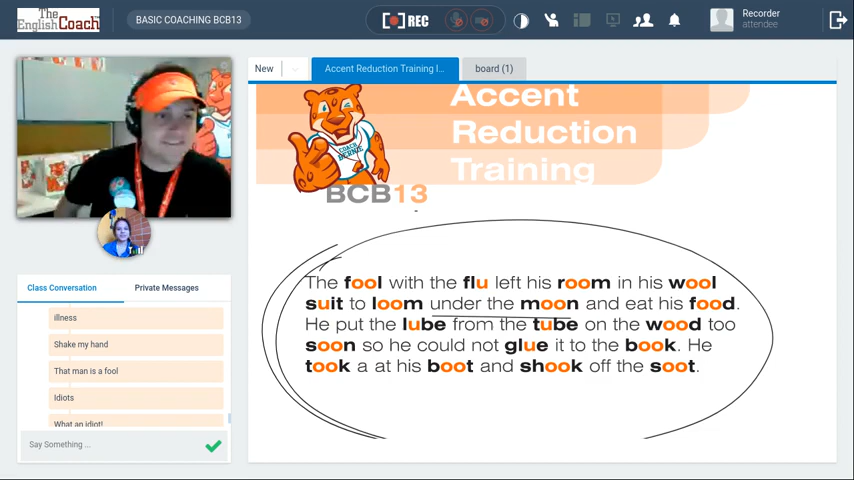 The
EnglishCoach
BASIC COACHING BCB13
REC
Recorder
attendee
New
Accent Reduction Training I...
board (1)
Accent
Reduction
Training
COACH
BERNIE
BCB13
The fool with the flu left his room in his wool
suit to loom under the moon and eat his food.
He put the lube from the tube on the wood too
soon so he could not glue it to the book. He
took a at his boot and shook off the soot.
Class Conversation
Private Messages
illness
Shake my hand
That man is a fool
Idiots
What an idiot!
Say Something ...